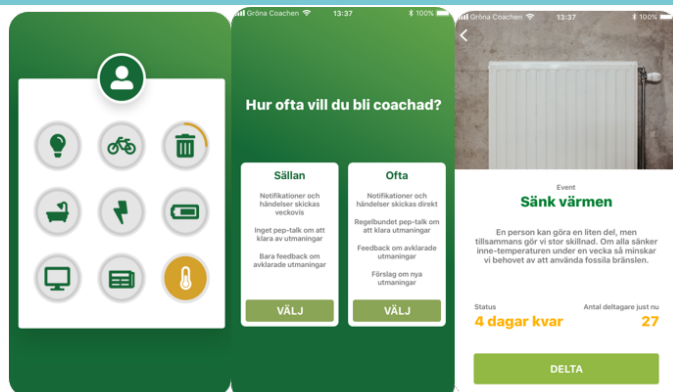 Gröna Coachen 13:37 100%
Hur ofta vill du bli coachad?
Sällan
Notifikationer och
händelser skickas
veckovis
Inget pep-talk om att
klara av utmaningar
Bara feedback om
avklarade utmaningar
VÄLJ
Ofta
Notifikationer och
händelser skickas direkt
Regelbundet pep-talk om
att klara utmaningar
Feedback om avklarade
utmaningar
Förslag om nya
utmaningar
VÄLJ
Gröna Coachen 13:37 100%
Event
Sänk värmen
En person kan göra en liten del, men
tillsammans gör vi stor skillnad. Om alla sänker
inne-temperaturen under en vecka så minskar
vi behovet av att använda fossila bränslen.
Status
4 dagar kvar
Antal deltagare just nu
27
DELTA